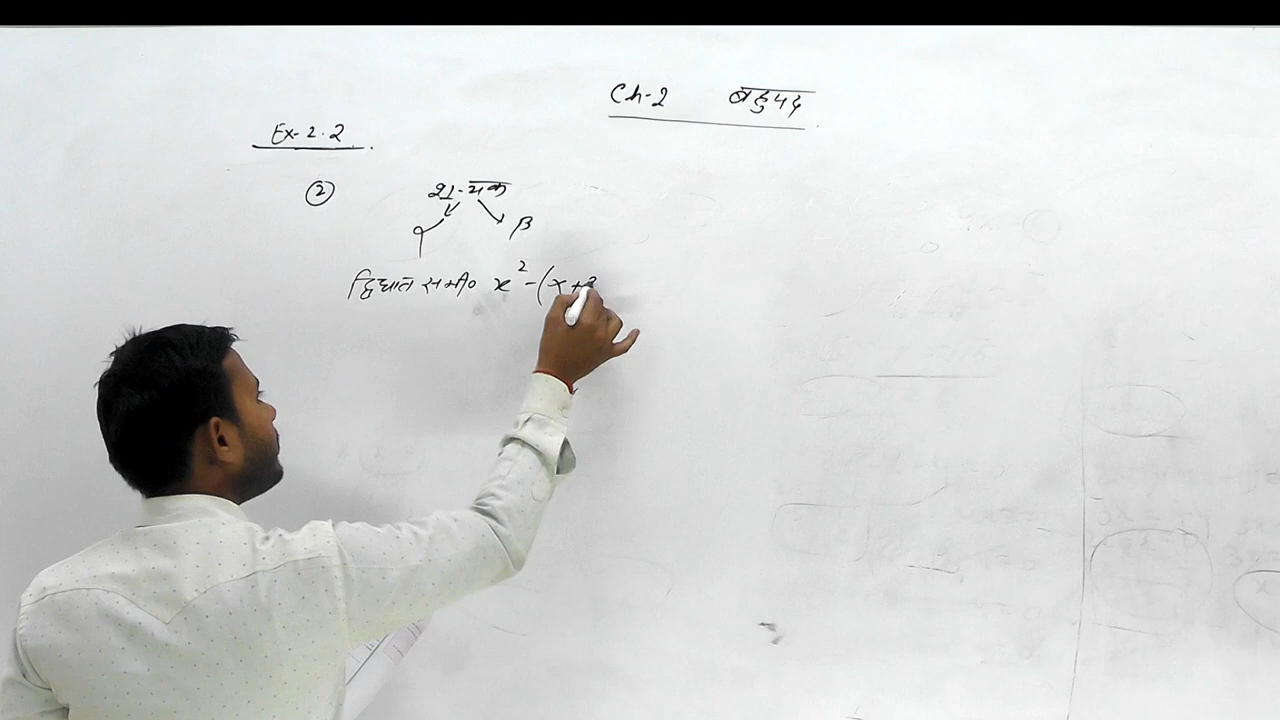 Ch-2 बहुपद
Ex-2.2
②
शून्यक
α β
द्विघात समी० x² - (α + β